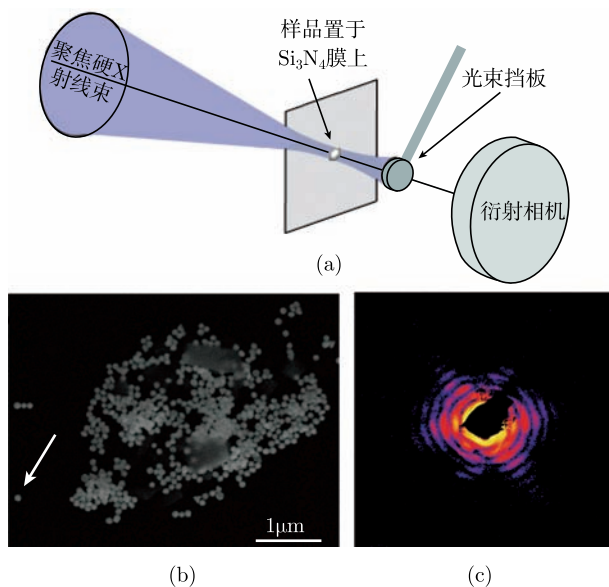 样品置于
Si₃N₄膜上
聚焦硬X
射线束
光束挡板
衍射相机
(a)
1μm
(b)
(c)